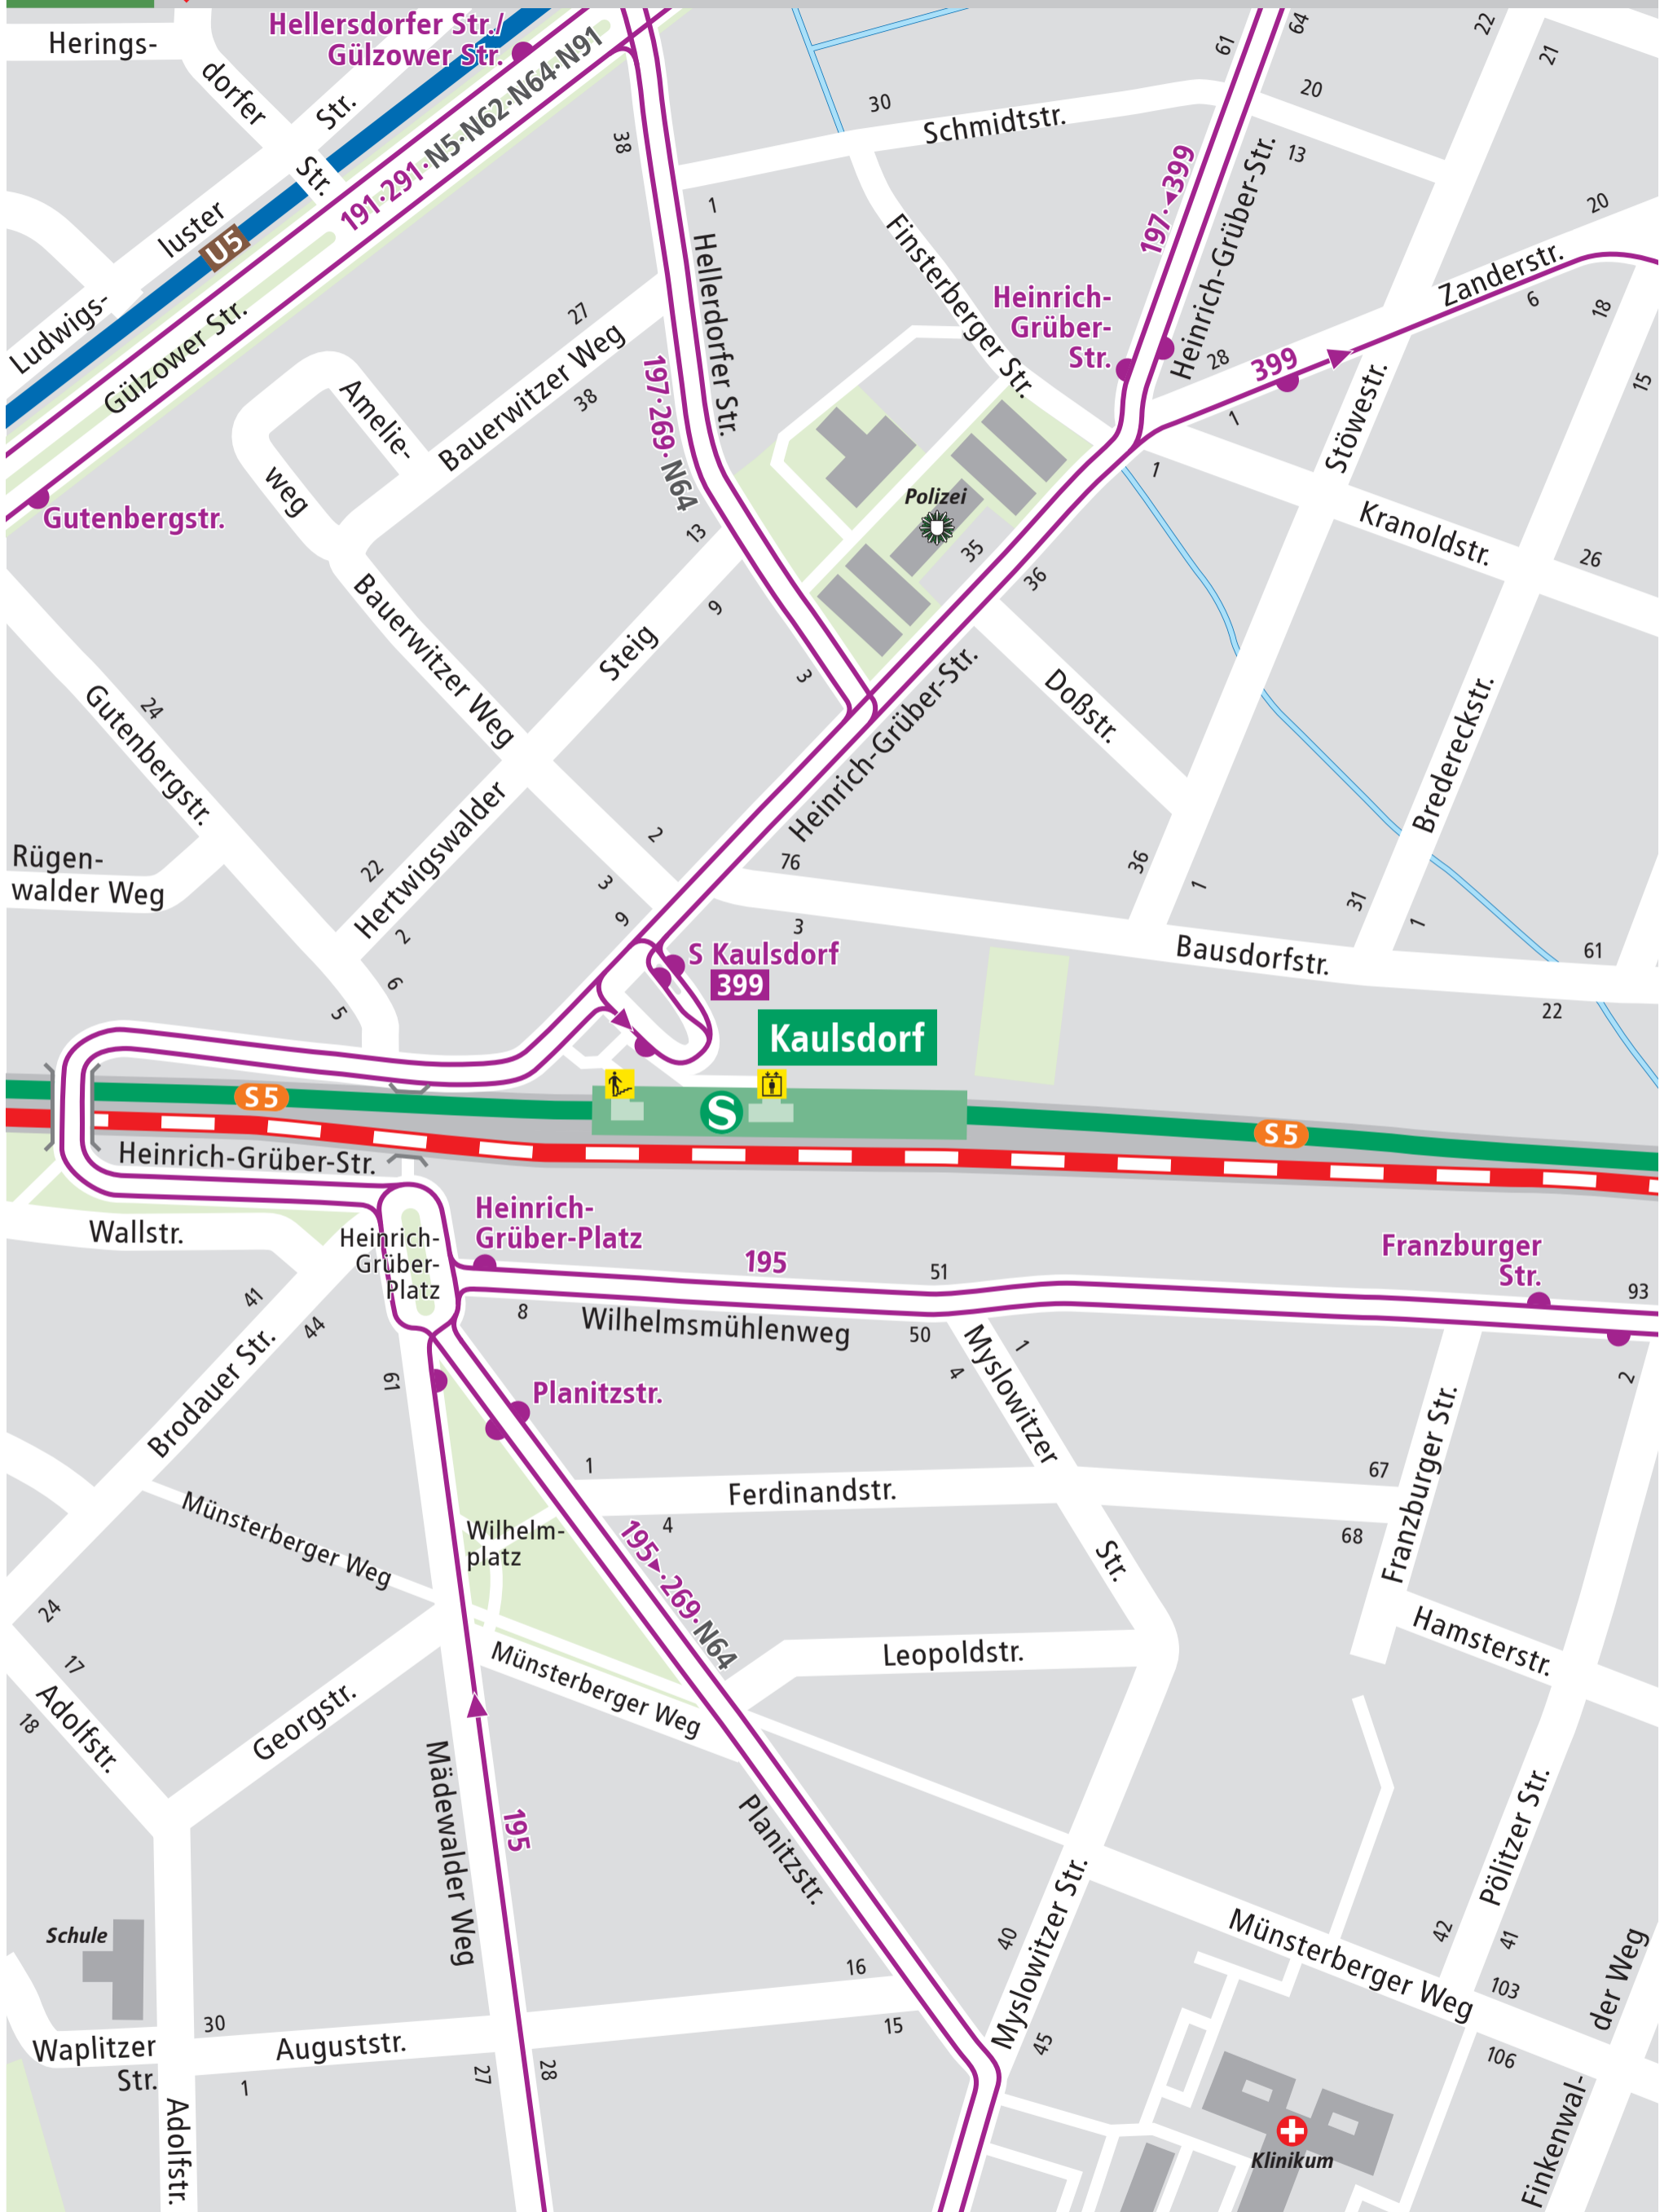 Hellersdorfer Str./
Gülzower Str.
Herings-
dorfer
Str.
Str.
luster
Ludwigs-
U5
191·291·N5·N62·N64·N91
Gülzower Str.
Gutenbergstr.
38
30
Schmidtstr.
61
64
22
21
20
13
197·◄399
Heinrich-Grüber-Str.
20
Zanderstr.
6
18
15
1
Hellerdorfer Str.
197·269·N64
Finsterberger Str.
Heinrich-
Grüber-
Str.
28
399
1
Stöwestr.
27
Bauerwitzer Weg
38
Amelie-
weg
Polizei
35
36
1
Kranoldstr.
26
13
9
3
Bauerwitzer Weg
Steig
Hertwigswalder
24
Gutenbergstr.
Heinrich-Grüber-Str.
Doßstr.
Bredereckstr.
Rügen-
walder Weg
22
2
6
5
2
3
9
76
3
36
1
31
1
Bausdorfstr.
61
22
S Kaulsdorf
399
Kaulsdorf
S5
S
S5
Heinrich-Grüber-Str.
Wallstr.
Heinrich-
Grüber-
Platz
Heinrich-
Grüber-Platz
195
51
Franzburger
Str.
93
8
Wilhelmsmühlenweg
50
4
1
Myslowitzer
Str.
2
41
44
Brodauer Str.
61
Planitzstr.
1
Ferdinandstr.
4
67
68
Franzburger Str.
Münsterberger Weg
Wilhelm-
platz
195►·269·N64
24
17
18
Adolfstr.
Georgstr.
Münsterberger Weg
Leopoldstr.
Hamsterstr.
Mädewalder Weg
195
Planitzstr.
Myslowitzer Str.
40
45
Pölitzer Str.
42
41
Münsterberger Weg
103
106
der Weg
Finkenwal-
Schule
Waplitzer
Str.
30
Auguststr.
1
16
15
27
28
Adolfstr.
Klinikum